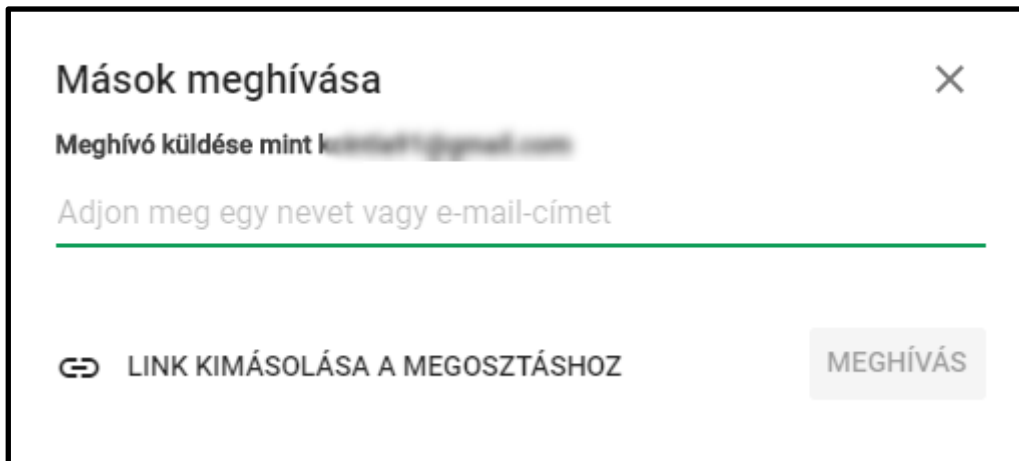 Mások meghívása
Meghívó küldése mint
Adjon meg egy nevet vagy e-mail-címet
LINK KIMÁSOLÁSA A MEGOSZTÁSHOZ
MEGHÍVÁS